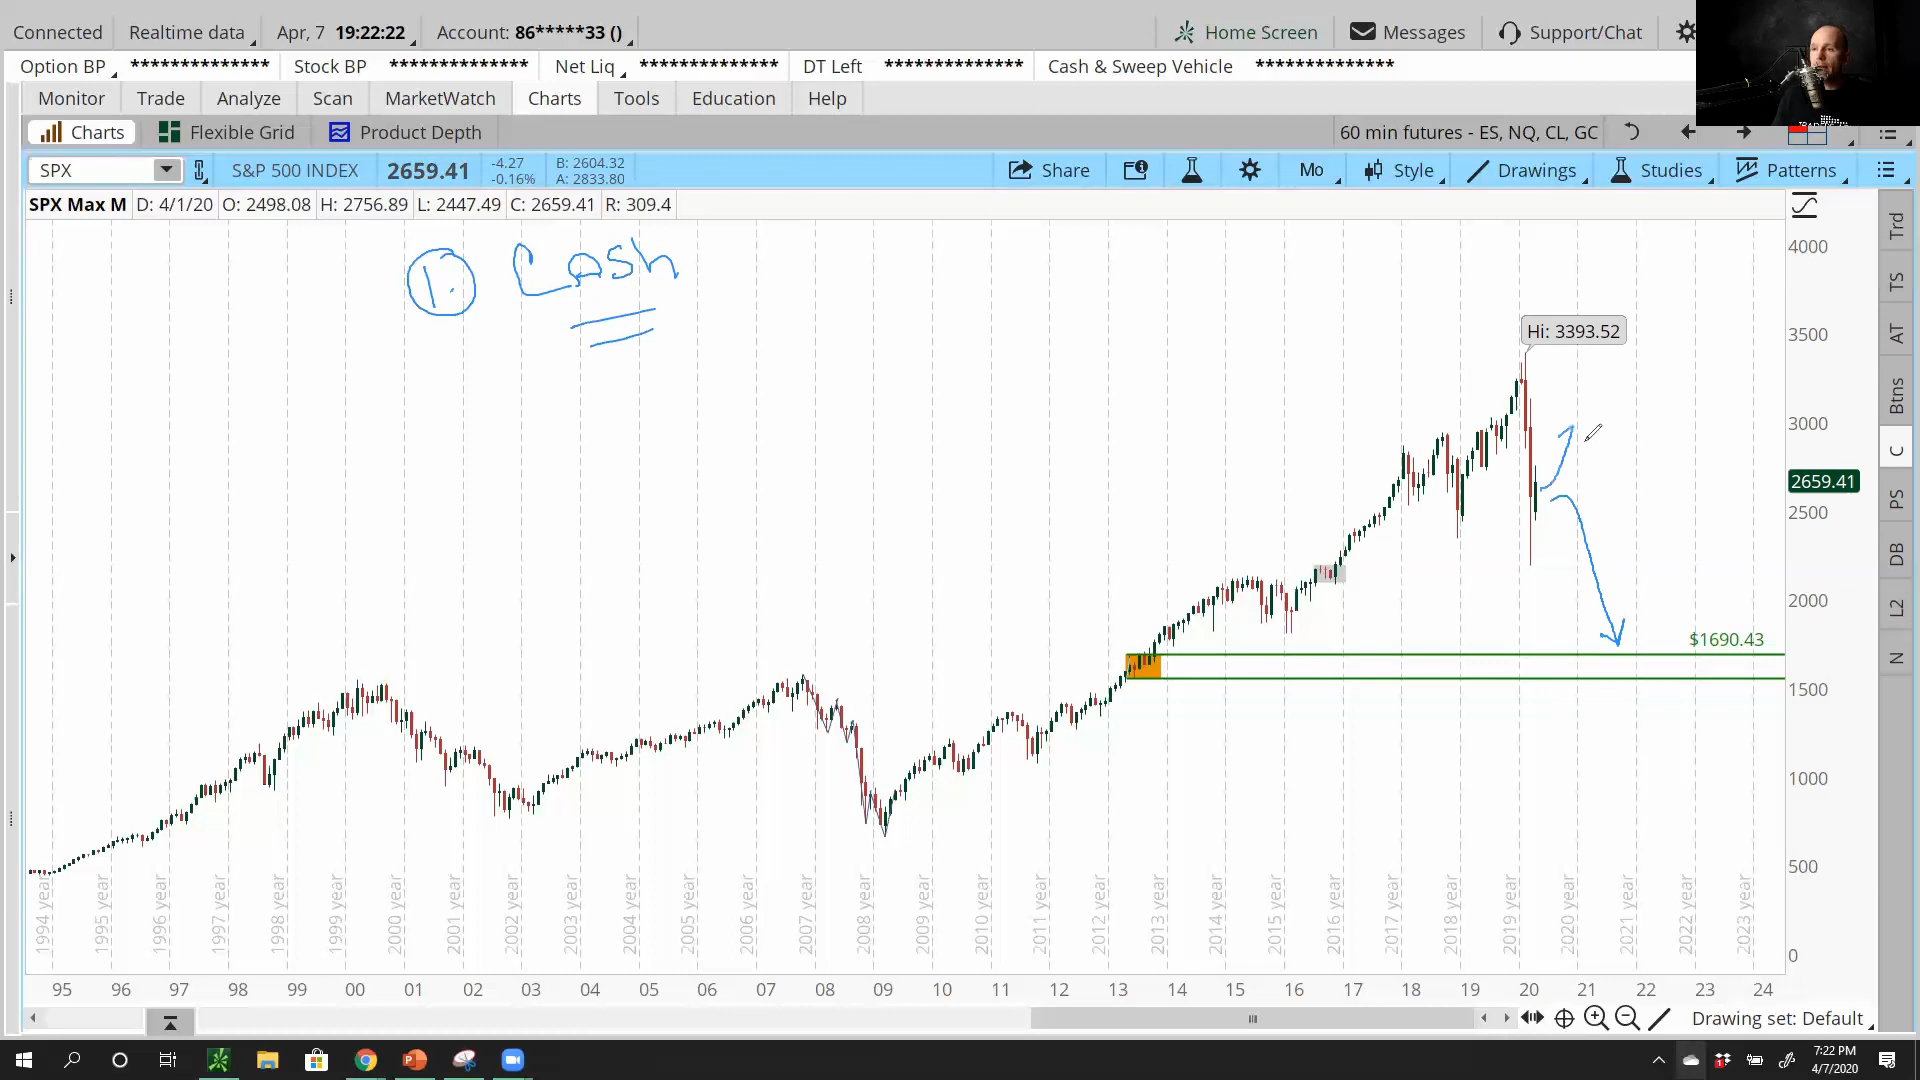 Connected Realtime data Apr, 7 19:22:22 Account: 86*****33 () Home Screen Messages Support/Chat
Option BP ************** Stock BP ************** Net Liq ************** DT Left ************** Cash & Sweep Vehicle **************
Monitor Trade Analyze Scan MarketWatch Charts Tools Education Help
Charts Flexible Grid Product Depth 60 min futures - ES, NQ, CL, GC
SPX S&P 500 INDEX 2659.41 -4.27 B: 2604.32 Share Mo Style Drawings Studies Patterns
-0.16% A: 2833.80
SPX Max M D: 4/1/20 O: 2498.08 H: 2756.89 L: 2447.49 C: 2659.41 R: 309.4
1. Cash
Hi: 3393.52
4000
3500
3000
2659.41
2500
2000
$1690.43
1500
1000
500
0
Trd
TS
AT
Btns
C
PS
DB
L2
N
1994 year 1995 year 1996 year 1997 year 1998 year 1999 year 2000 year 2001 year 2002 year 2003 year 2004 year 2005 year 2006 year 2007 year 2008 year 2009 year 2010 year 2011 year 2012 year 2013 year 2014 year 2015 year 2016 year 2017 year 2018 year 2019 year 2020 year 2021 year 2022 year 2023 year
95 96 97 98 99 00 01 02 03 04 05 06 07 08 09 10 11 12 13 14 15 16 17 18 19 20 21 22 23 24
Drawing set: Default
7:22 PM
4/7/2020